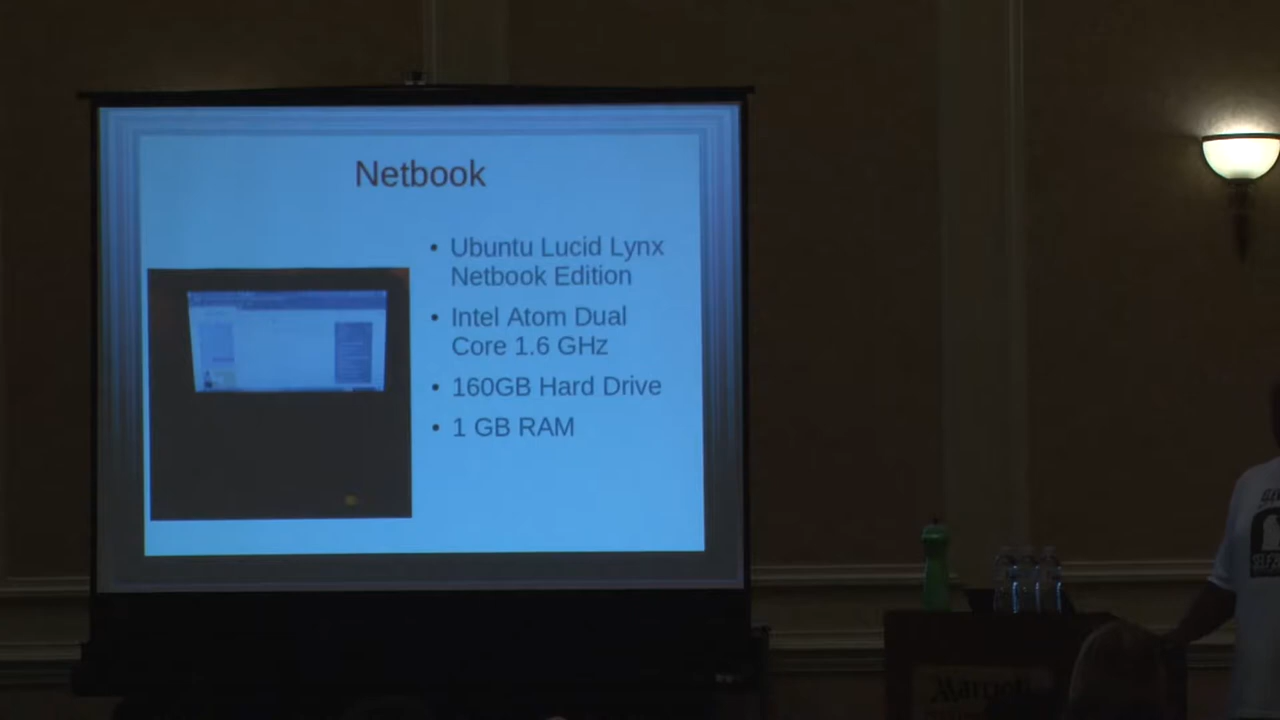 Netbook
• Ubuntu Lucid Lynx
Netbook Edition
• Intel Atom Dual
Core 1.6 GHz
• 160GB Hard Drive
• 1 GB RAM
Marriott